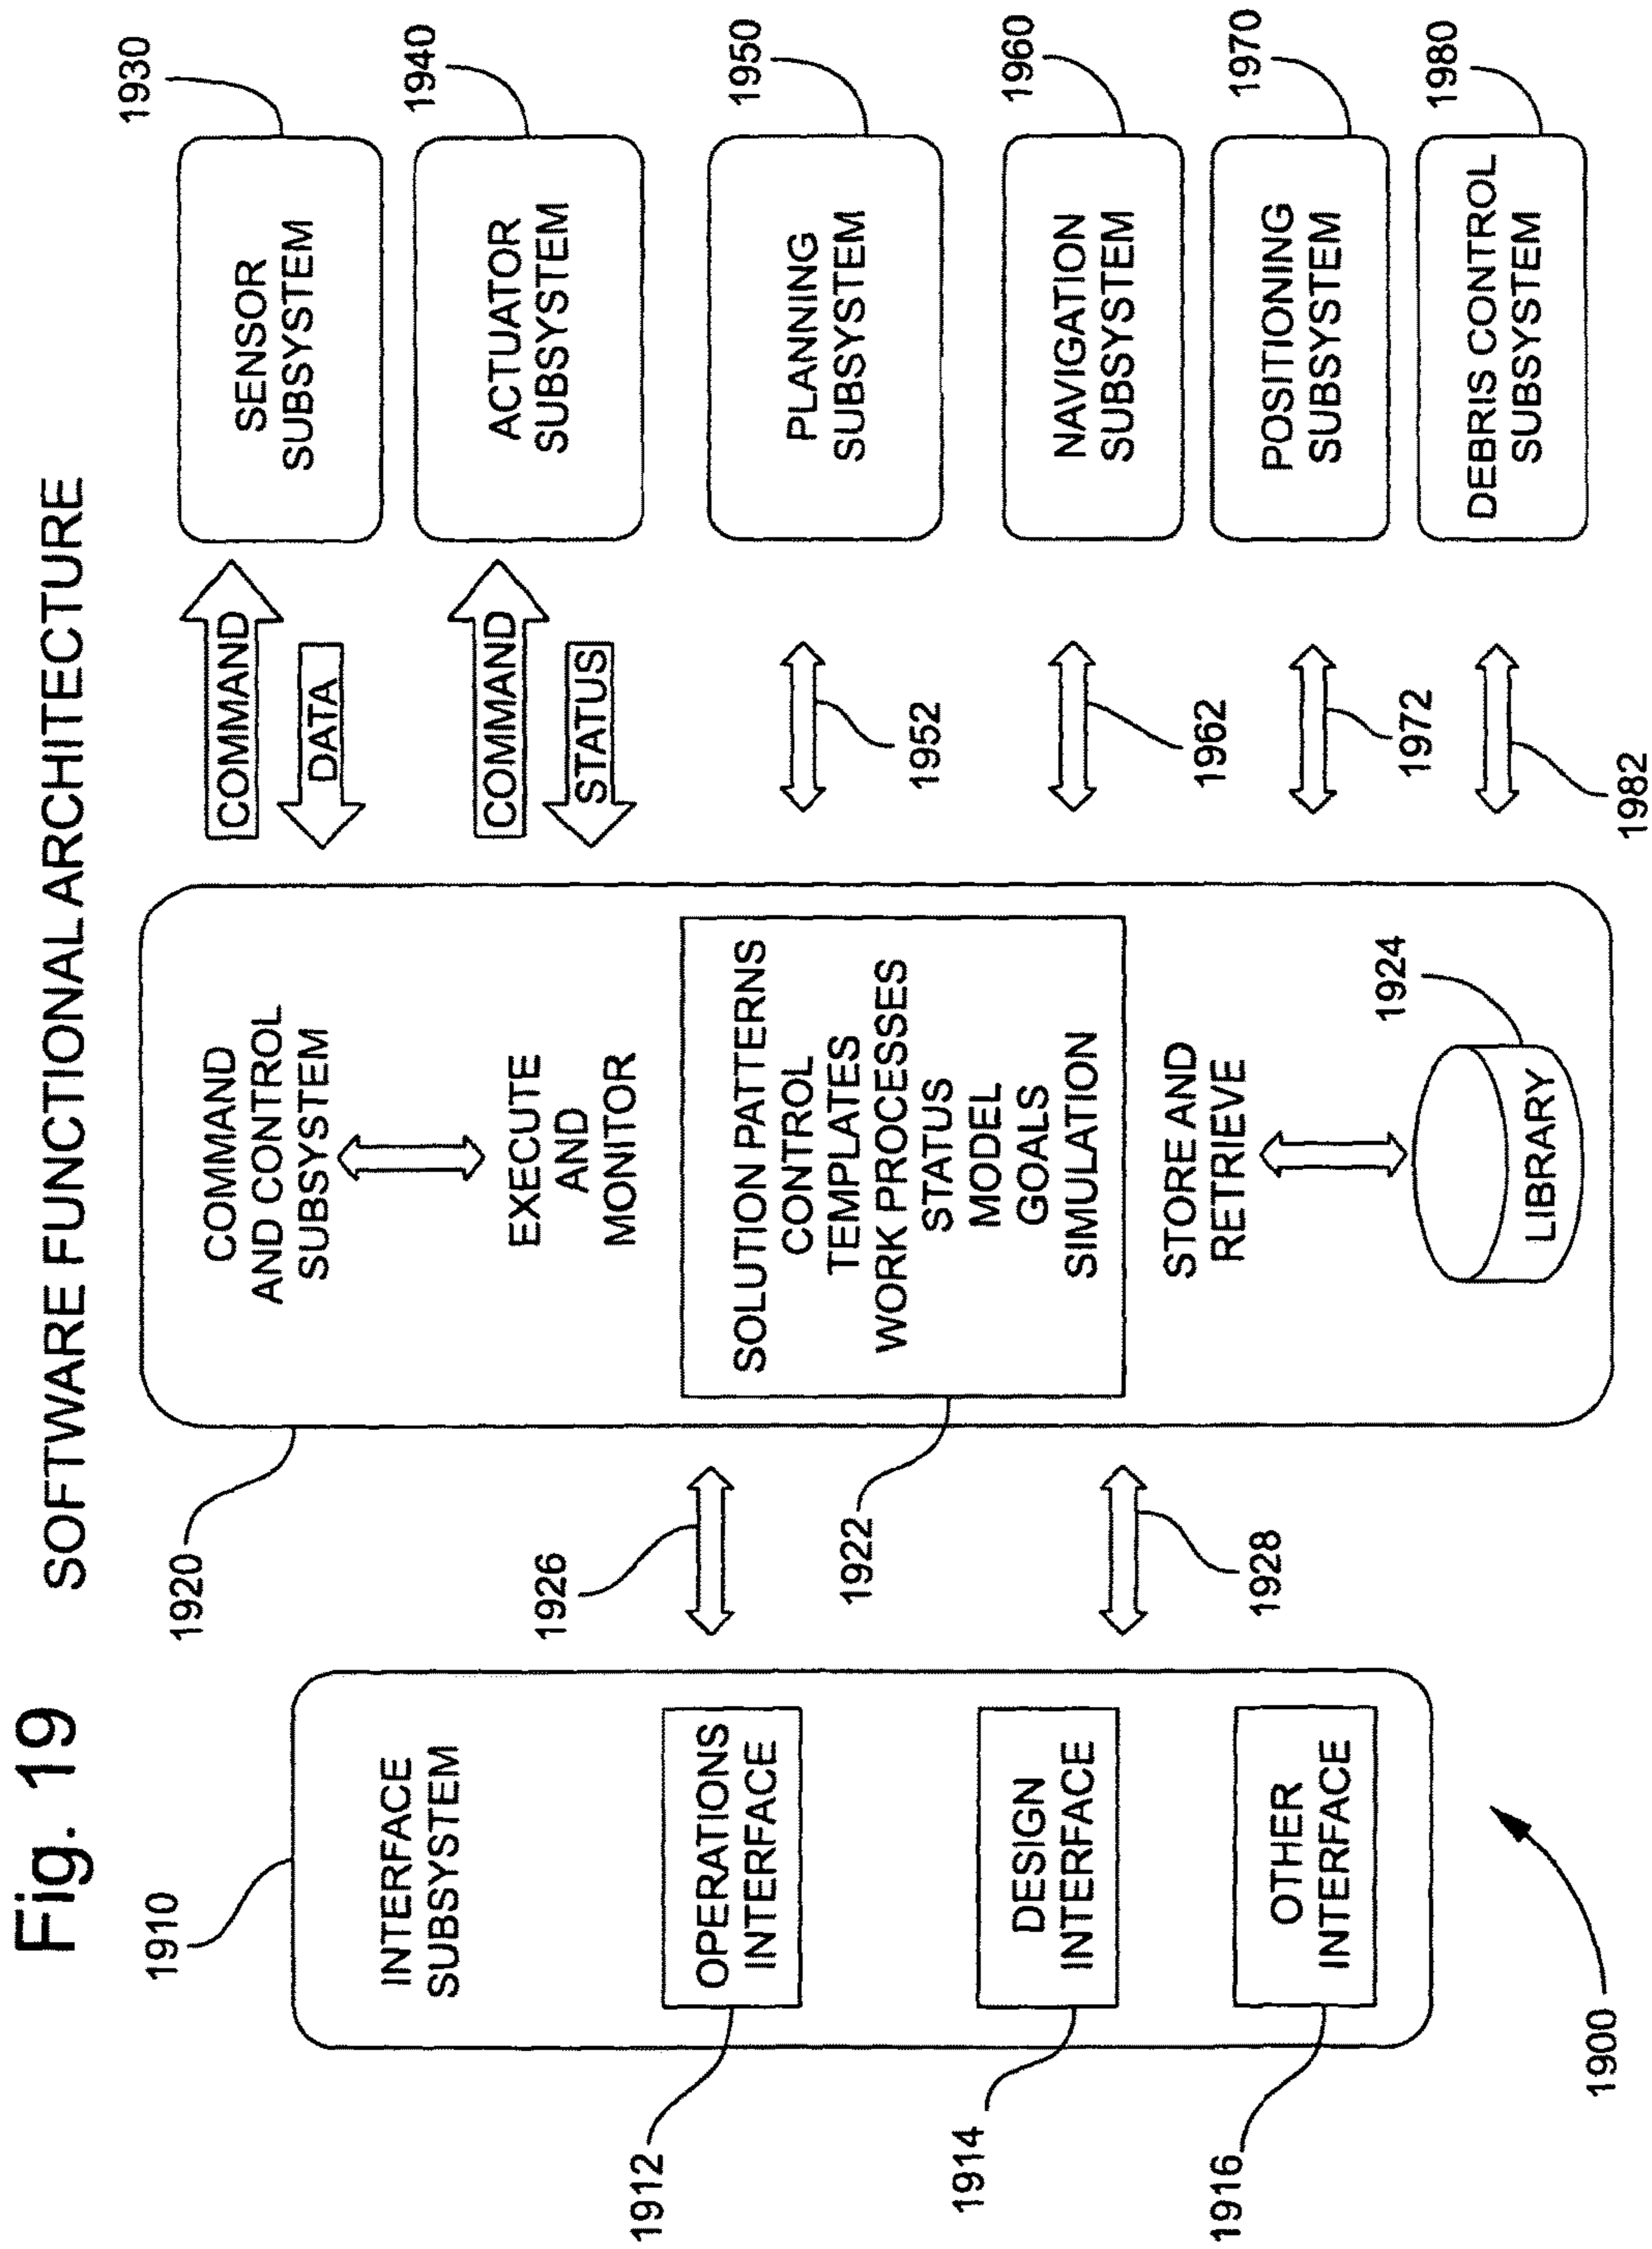 Fig. 19
SOFTWARE FUNCTIONAL ARCHITECTURE
1910
INTERFACE
SUBSYSTEM
OPERATIONS
INTERFACE
1912
DESIGN
INTERFACE
1914
OTHER
INTERFACE
1916
1900
1926
1928
1920
COMMAND
AND CONTROL
SUBSYSTEM
EXECUTE
AND
MONITOR
SOLUTION PATTERNS
CONTROL
TEMPLATES
WORK PROCESSES
STATUS
MODEL
GOALS
SIMULATION
1922
STORE AND
RETRIEVE
LIBRARY
1924
COMMAND
DATA
COMMAND
STATUS
1952
1962
1972
1982
SENSOR
SUBSYSTEM
1930
ACTUATOR
SUBSYSTEM
1940
PLANNING
SUBSYSTEM
1950
NAVIGATION
SUBSYSTEM
1960
POSITIONING
SUBSYSTEM
1970
DEBRIS CONTROL
SUBSYSTEM
1980